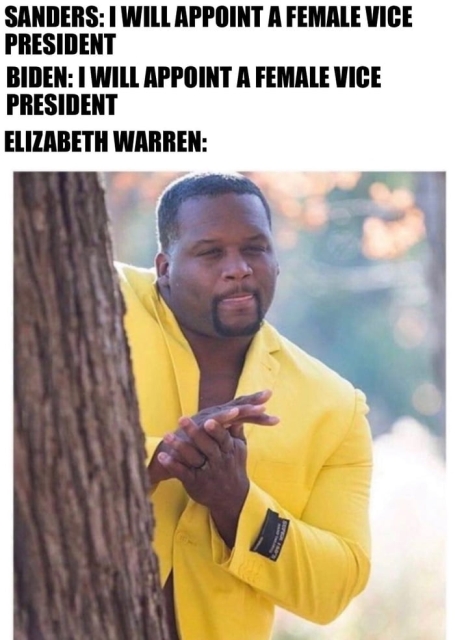 SANDERS: I WILL APPOINT A FEMALE VICE
PRESIDENT
BIDEN: I WILL APPOINT A FEMALE VICE
PRESIDENT
ELIZABETH WARREN: